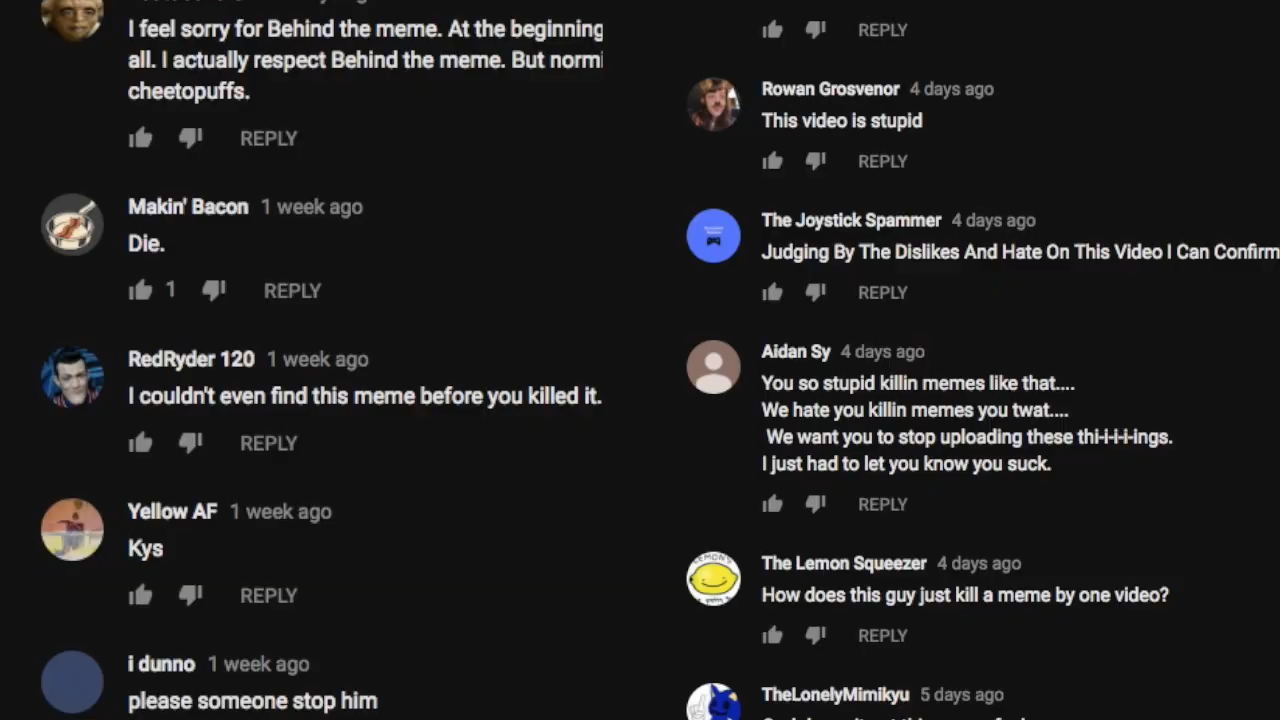 I feel sorry for Behind the meme. At the beginning
all. I actually respect Behind the meme. But normi
cheetopuffs.
REPLY
Makin' Bacon 1 week ago
Die.
1 REPLY
RedRyder 120 1 week ago
I couldn't even find this meme before you killed it.
REPLY
Yellow AF 1 week ago
Kys
REPLY
i dunno 1 week ago
please someone stop him
REPLY
Rowan Grosvenor 4 days ago
This video is stupid
REPLY
The Joystick Spammer 4 days ago
Judging By The Dislikes And Hate On This Video I Can Confirm
REPLY
Aidan Sy 4 days ago
You so stupid killin memes like that....
We hate you killin memes you twat....
We want you to stop uploading these thi-i-i-i-ings.
I just had to let you know you suck.
REPLY
The Lemon Squeezer 4 days ago
How does this guy just kill a meme by one video?
REPLY
TheLonelyMimikyu 5 days ago